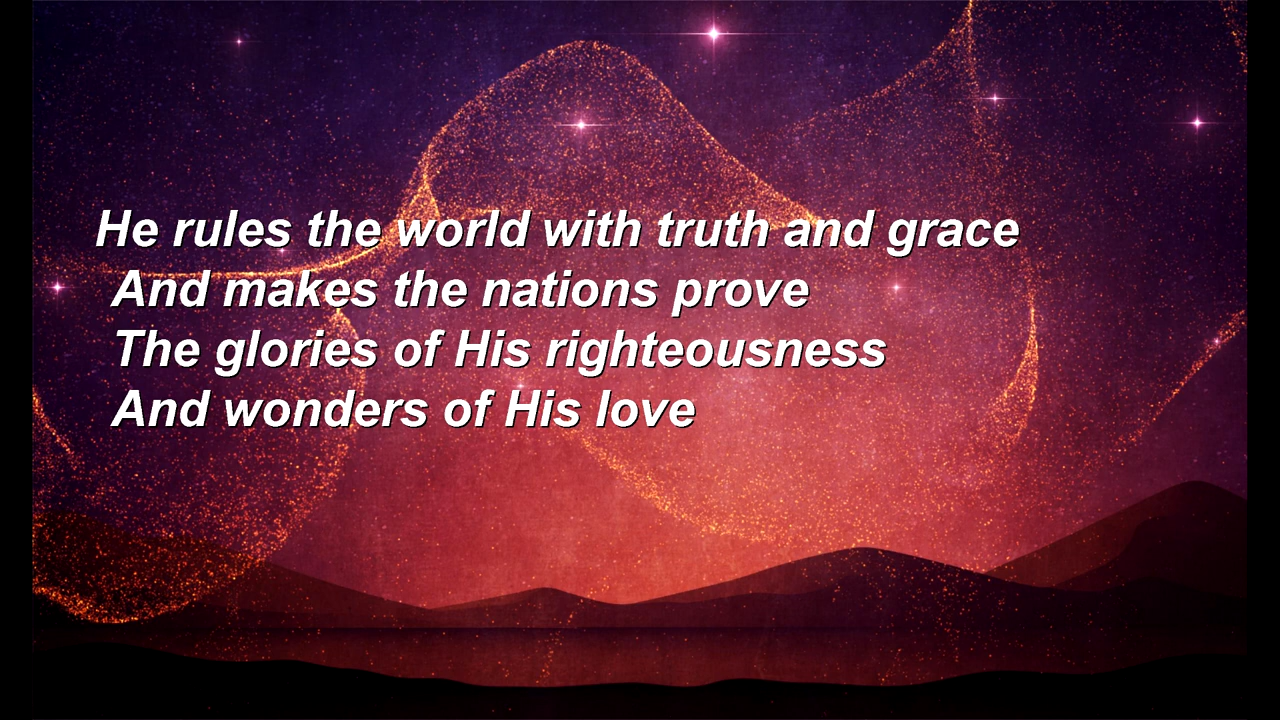 He rules the world with truth and grace
And makes the nations prove
The glories of His righteousness
And wonders of His love